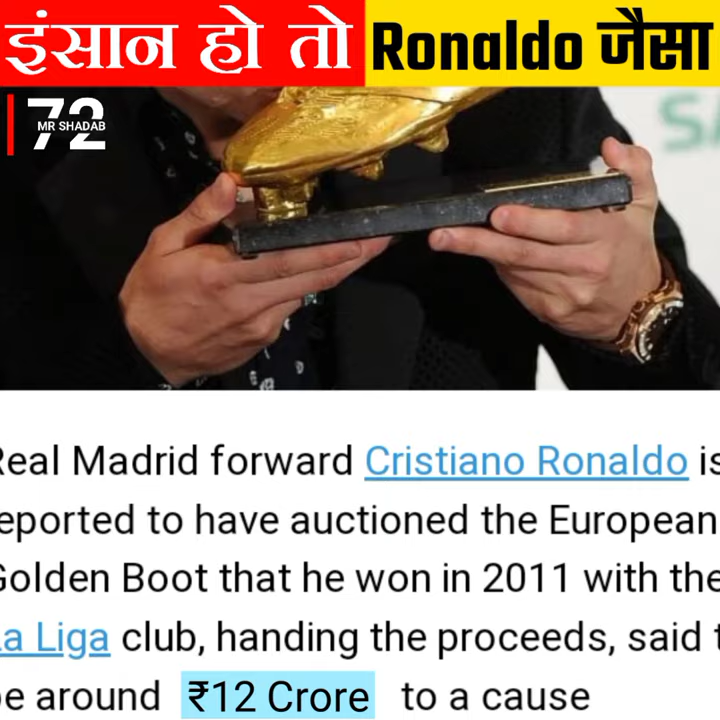 इंसान हो तो Ronaldo जैसा
72
MR SHADAB
SA
Real Madrid forward Cristiano Ronaldo is
reported to have auctioned the European
Golden Boot that he won in 2011 with the
La Liga club, handing the proceeds, said t
be around ₹12 Crore to a cause